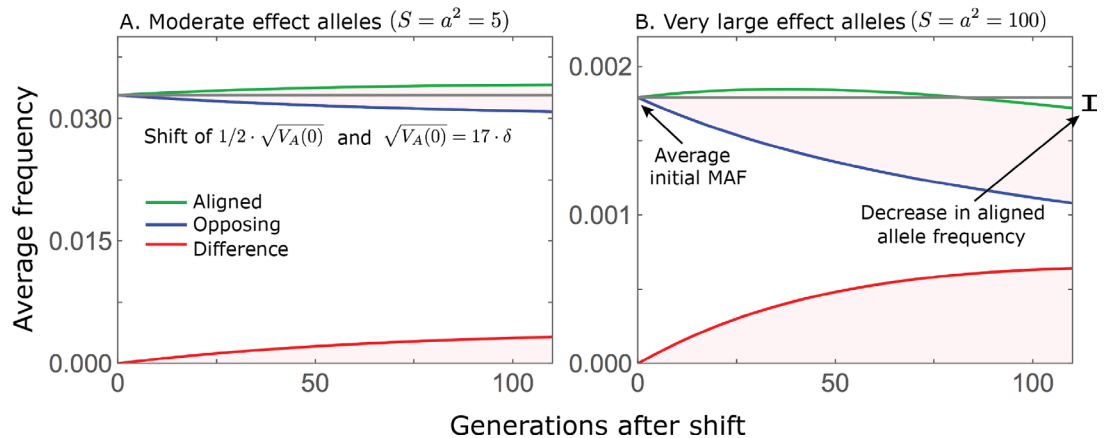 A. Moderate effect alleles (S = a² = 5)
B. Very large effect alleles (S = a² = 100)
Average frequency
0.030
0.015
0.000
0
50
100
Shift of 1/2 · √V_A(0) and √V_A(0) = 17 · δ
Aligned
Opposing
Difference
0.002
0.001
0.000
0
50
100
Average
initial MAF
Decrease in aligned
allele frequency
Generations after shift